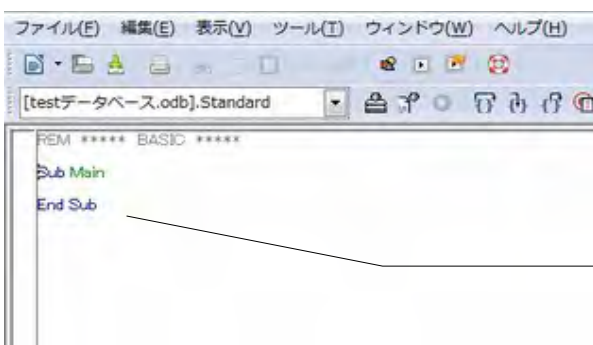 ファイル(F) 編集(E) 表示(V) ツール(T) ウィンドウ(W) ヘルプ(H)
[testデータベース.odb].Standard
REM ***** BASIC *****
Sub Main
End Sub